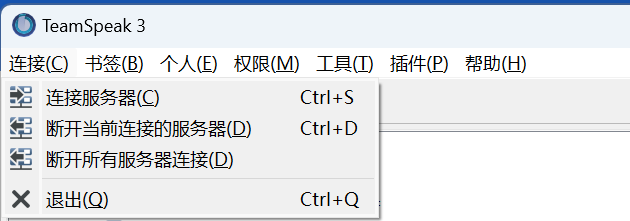 TeamSpeak 3
连接(C) 书签(B) 个人(E) 权限(M) 工具(T) 插件(P) 帮助(H)
连接服务器(C) Ctrl+S
断开当前连接的服务器(D) Ctrl+D
断开所有服务器连接(D)
退出(Q) Ctrl+Q